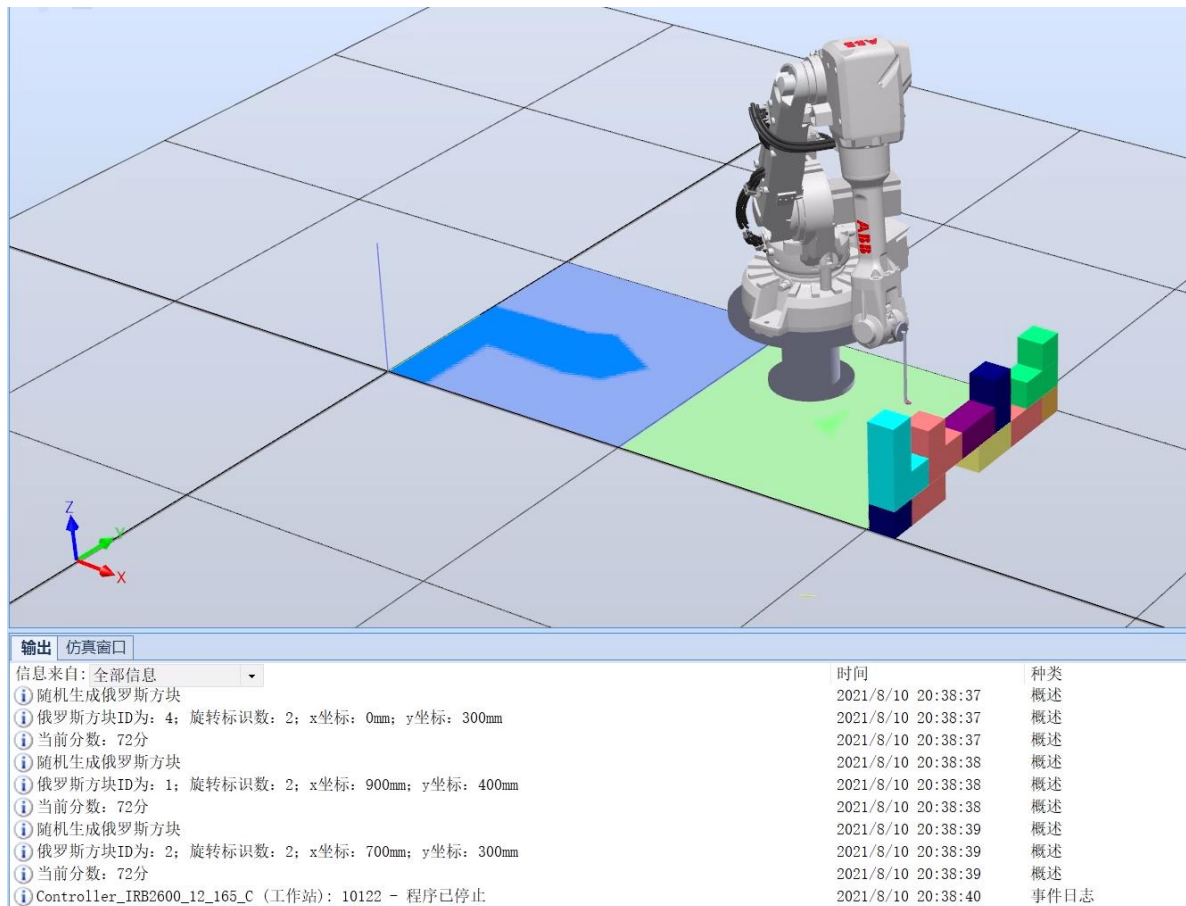 ABB
ABB
Z
Y
X
输出 仿真窗口
信息来自: 全部信息 时间 种类
随机生成俄罗斯方块 2021/8/10 20:38:37 概述
俄罗斯方块ID为: 4; 旋转标识数: 2; x坐标: 0mm; y坐标: 300mm 2021/8/10 20:38:37 概述
当前分数: 72分 2021/8/10 20:38:37 概述
随机生成俄罗斯方块 2021/8/10 20:38:38 概述
俄罗斯方块ID为: 1; 旋转标识数: 2; x坐标: 900mm; y坐标: 400mm 2021/8/10 20:38:38 概述
当前分数: 72分 2021/8/10 20:38:38 概述
随机生成俄罗斯方块 2021/8/10 20:38:39 概述
俄罗斯方块ID为: 2; 旋转标识数: 2; x坐标: 700mm; y坐标: 300mm 2021/8/10 20:38:39 概述
当前分数: 72分 2021/8/10 20:38:39 概述
Controller_IRB2600_12_165_C (工作站): 10122 - 程序已停止 2021/8/10 20:38:40 事件日志